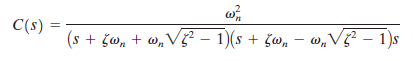 C(s) = ω_n^2 / ((s + ζω_n + ω_n√(ζ^2 − 1))(s + ζω_n − ω_n√(ζ^2 − 1))s)